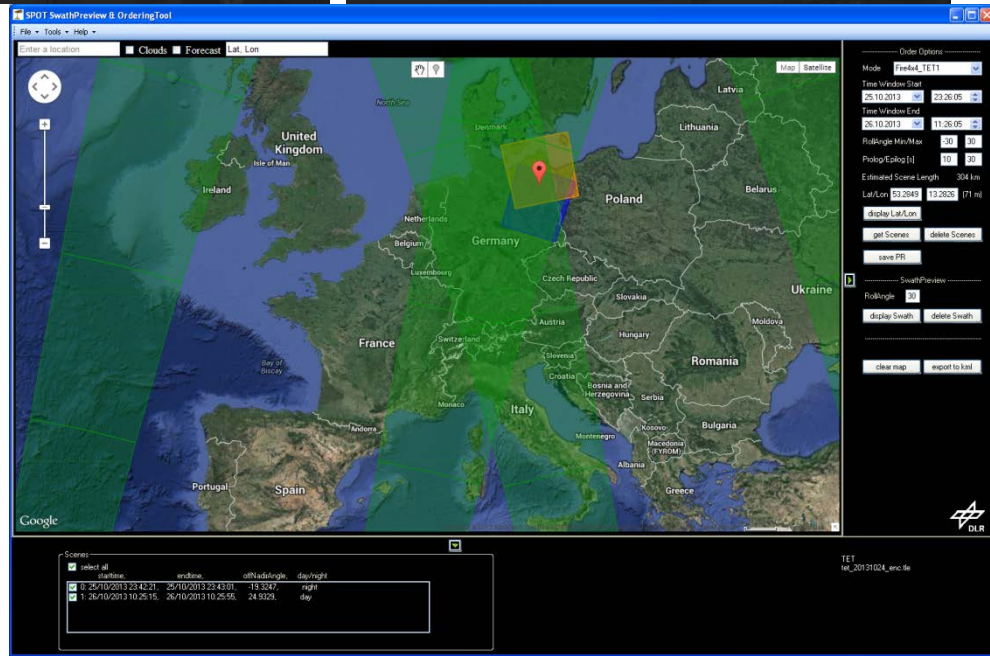 SPOT SwathPreview & OrderingTool
File Tools Help
Enter a location Clouds Forecast Lat, Lon
Map Satellite
North Sea
Denmark
Latvia
Lithuania
United Kingdom
Isle of Man
Ireland
Poland
Belarus
Netherlands
Belgium
Germany
Luxembourg
Czech Republic
Ukraine
Slovakia
Austria
Moldova
France
Switzerland
Hungary
Slovenia
Romania
Bay of Biscay
Croatia
Bosnia and Herzegovina
Serbia
Monaco
Italy
Andorra
Montenegro
Kosovo
Bulgaria
Macedonia (FYROM)
Albania
Portugal
Spain
Greece
Google
Order Options
Mode Fire4x4_TET1
Time Window Start
25.10.2013 23:26:05
Time Window End
26.10.2013 11:26:05
RollAngle Min/Max -30 30
Prolog/Epilog [s] 10 30
Estimated Scene Length 304 km
Lat/Lon 53.2849 13.2826 (71 m)
display Lat/Lon
get Scenes delete Scenes
save PR
SwathPreview
RollAngle 30
display Swath delete Swath
clear map export to kml
DLR
Scenes
select all
starttime, endtime, offNadirAngle, day/night
0: 25/10/2013 23:42:21, 25/10/2013 23:43:01, -19.3247, night
1: 26/10/2013 10:25:15, 26/10/2013 10:25:55, 24.9329, day
TET
tet_20131024_enc.tle